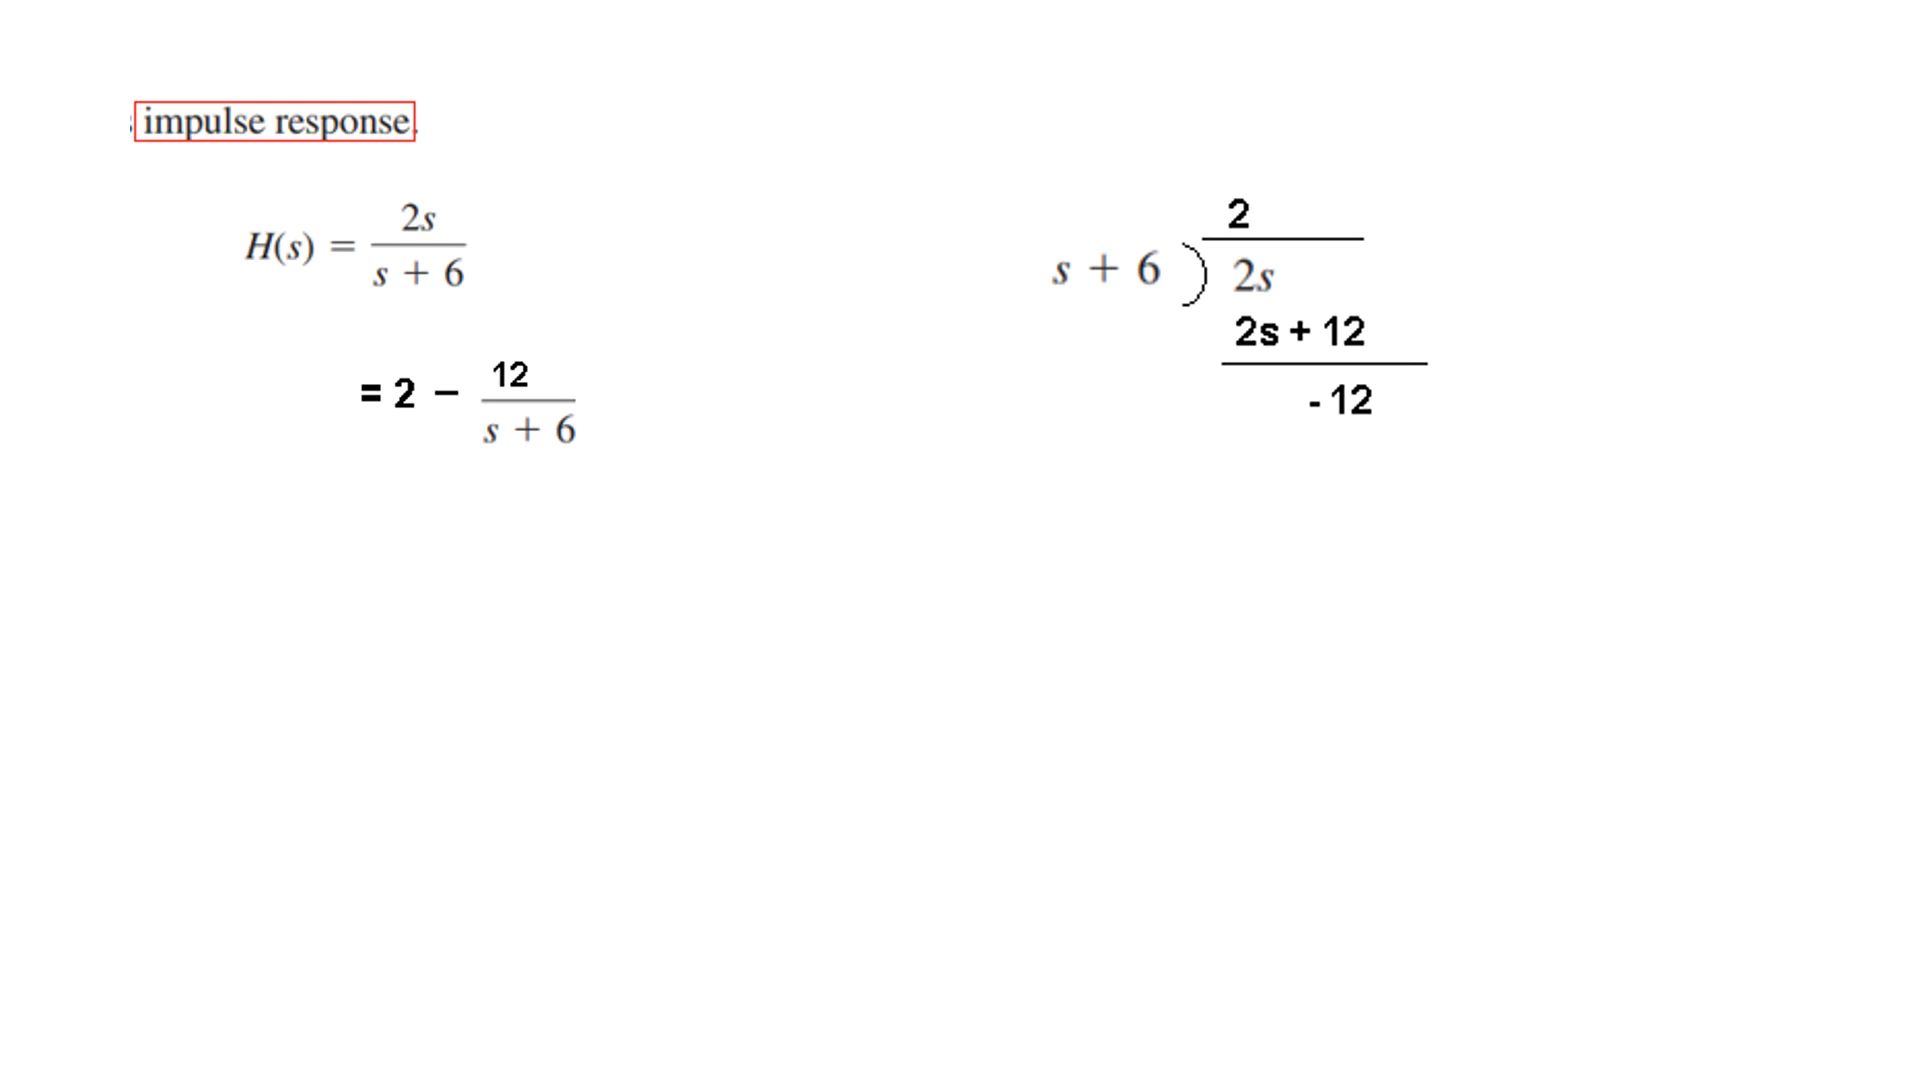 impulse response.
H(s) = 2s / s + 6
= 2 − 12 / s + 6
2
s + 6 ) 2s
2s + 12
- 12